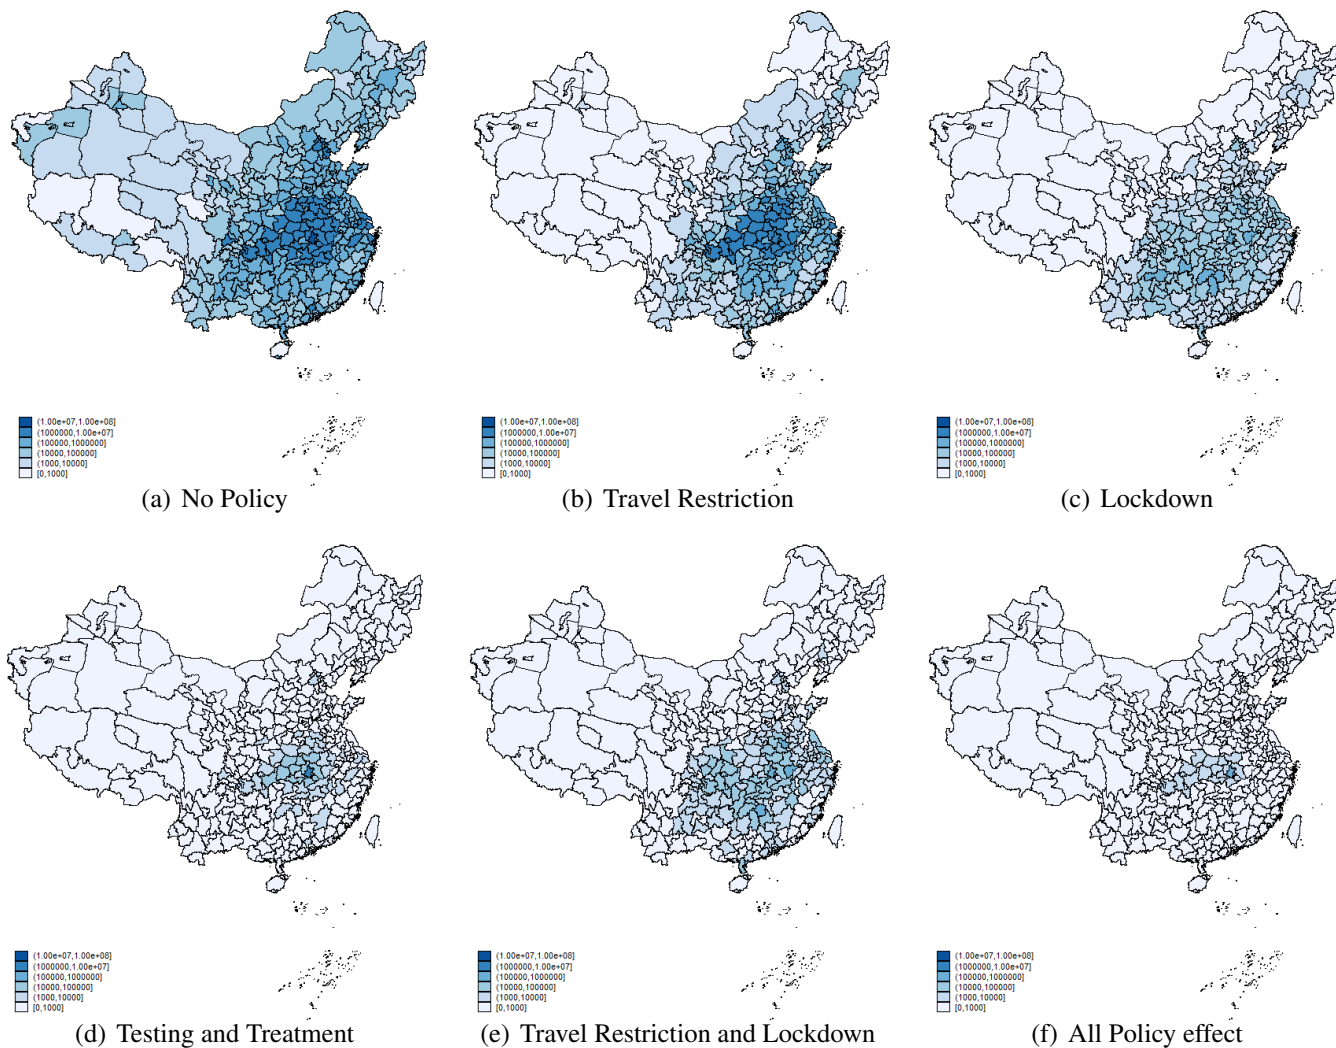 (1.00e+07,1.00e+08]
(1000000,1.00e+07]
(100000,1000000]
(10000,100000]
(1000,10000]
[0,1000]
(a) No Policy
(1.00e+07,1.00e+08]
(1000000,1.00e+07]
(100000,1000000]
(10000,100000]
(1000,10000]
[0,1000]
(b) Travel Restriction
(1.00e+07,1.00e+08]
(1000000,1.00e+07]
(100000,1000000]
(10000,100000]
(1000,10000]
[0,1000]
(c) Lockdown
(1.00e+07,1.00e+08]
(1000000,1.00e+07]
(100000,1000000]
(10000,100000]
(1000,10000]
[0,1000]
(d) Testing and Treatment
(1.00e+07,1.00e+08]
(1000000,1.00e+07]
(100000,1000000]
(10000,100000]
(1000,10000]
[0,1000]
(e) Travel Restriction and Lockdown
(1.00e+07,1.00e+08]
(1000000,1.00e+07]
(100000,1000000]
(10000,100000]
(1000,10000]
[0,1000]
(f) All Policy effect